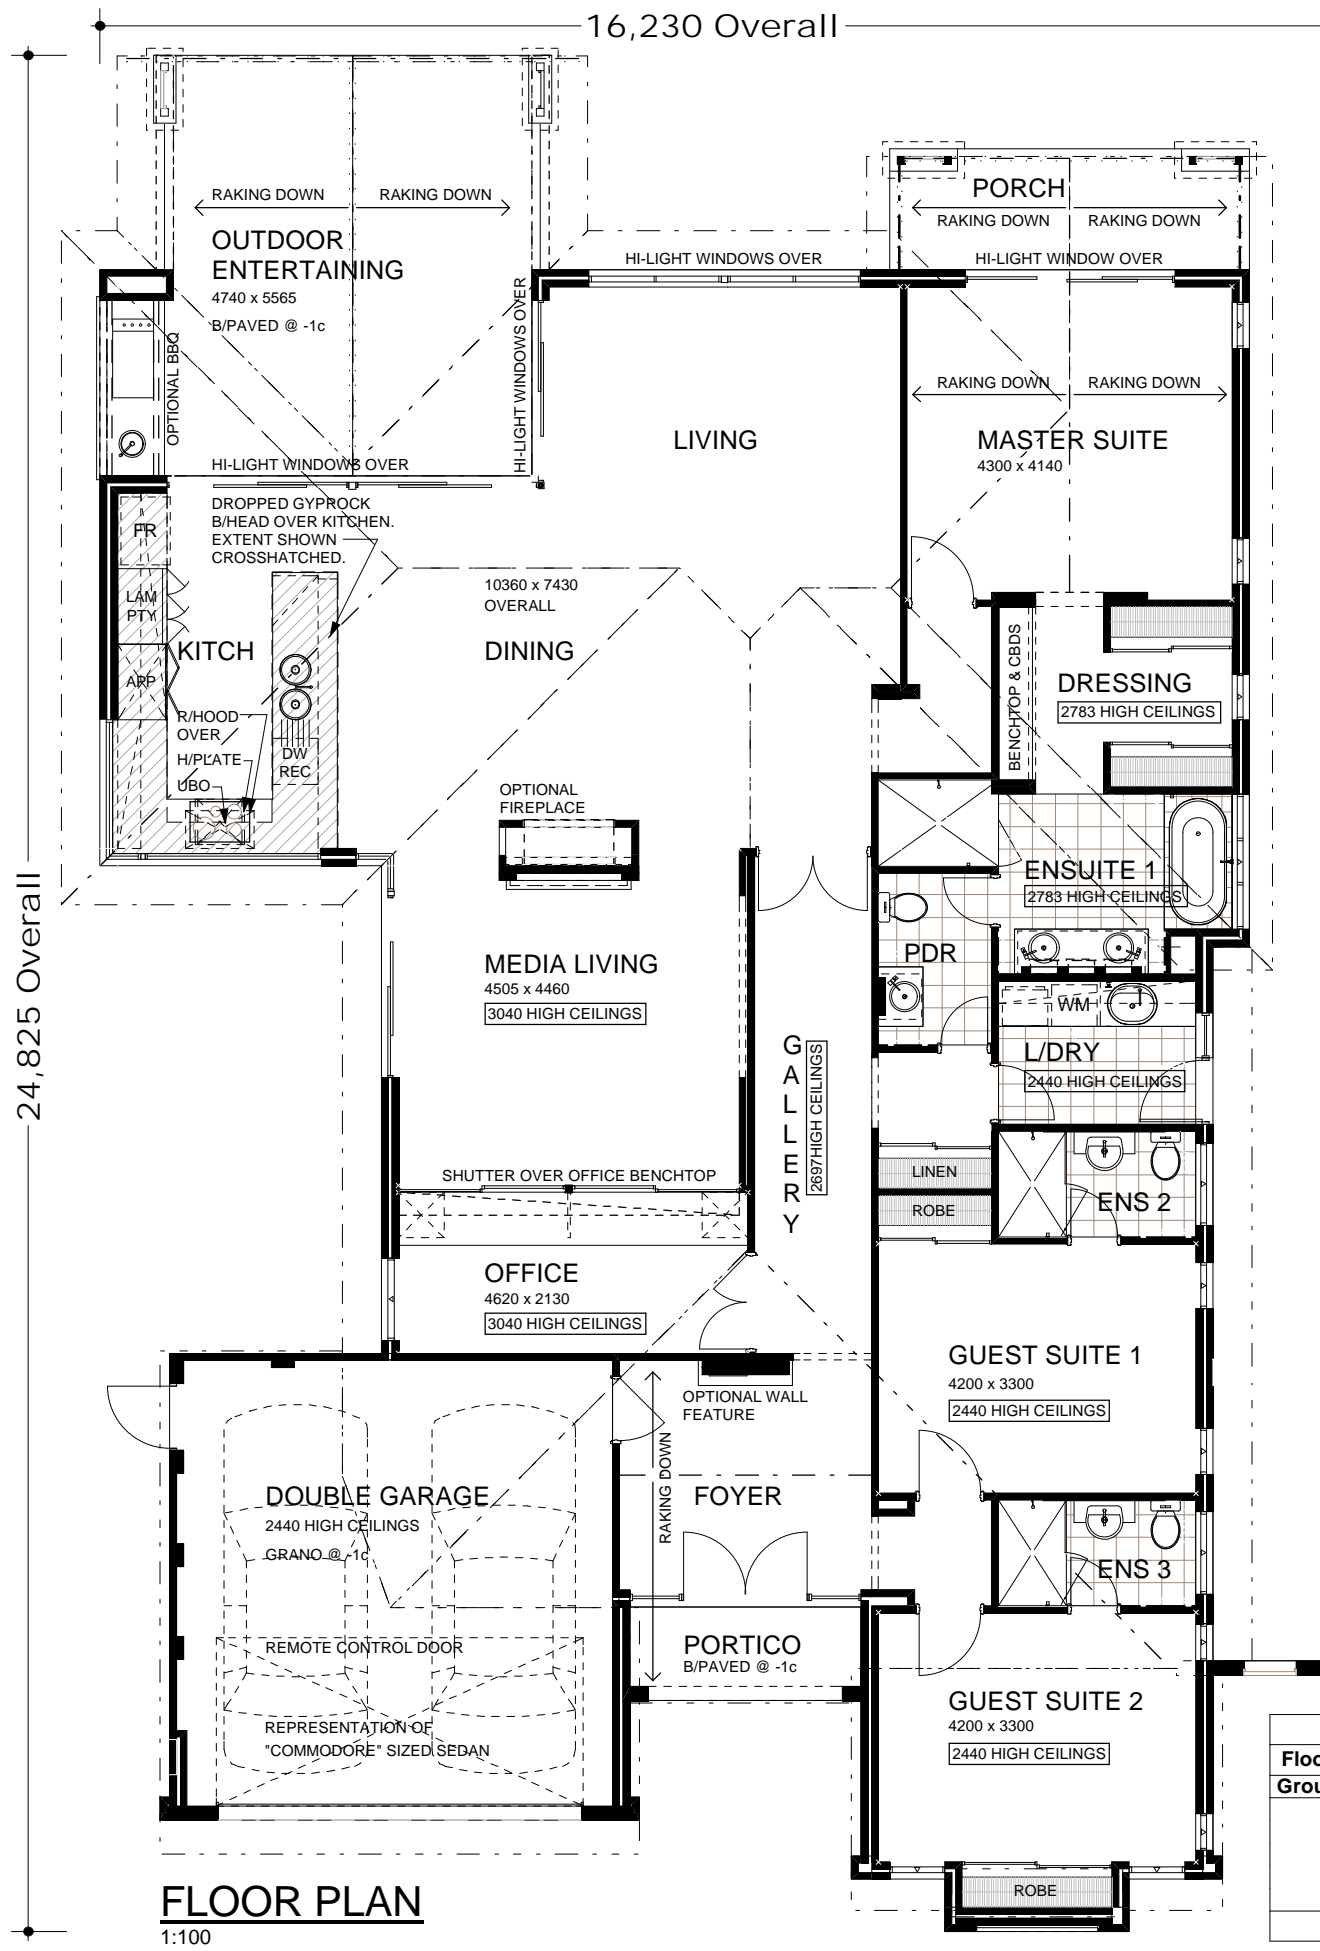 16,230 Overall
24,825 Overall
RAKING DOWN
RAKING DOWN
OUTDOOR
ENTERTAINING
4740 x 5565
B/PAVED @ -1c
OPTIONAL BBQ
HI-LIGHT WINDOWS OVER
HI-LIGHT WINDOWS OVER
HI-LIGHT WINDOWS OVER
PORCH
RAKING DOWN
RAKING DOWN
HI-LIGHT WINDOW OVER
RAKING DOWN
RAKING DOWN
LIVING
MASTER SUITE
4300 x 4140
DROPPED GYPROCK
B/HEAD OVER KITCHEN.
EXTENT SHOWN
CROSSHATCHED.
FR
LAM
PTY
APP
KITCH
R/HOOD
OVER
H/PLATE
UBO
DW
REC
10360 x 7430
OVERALL
DINING
BENCHTOP & CBDS
DRESSING
2783 HIGH CEILINGS
OPTIONAL
FIREPLACE
ENSUITE 1
2783 HIGH CEILINGS
PDR
MEDIA LIVING
4505 x 4460
3040 HIGH CEILINGS
GALLERY
2697HIGH CEILINGS
WM
L/DRY
2440 HIGH CEILINGS
SHUTTER OVER OFFICE BENCHTOP
LINEN
ROBE
ENS 2
OFFICE
4620 x 2130
3040 HIGH CEILINGS
GUEST SUITE 1
4200 x 3300
2440 HIGH CEILINGS
OPTIONAL WALL
FEATURE
RAKING DOWN
FOYER
DOUBLE GARAGE
2440 HIGH CEILINGS
GRANO @ -1c
ENS 3
REMOTE CONTROL DOOR
PORTICO
B/PAVED @ -1c
REPRESENTATION OF
"COMMODORE" SIZED SEDAN
GUEST SUITE 2
4200 x 3300
2440 HIGH CEILINGS
ROBE
FLOOR PLAN
1:100